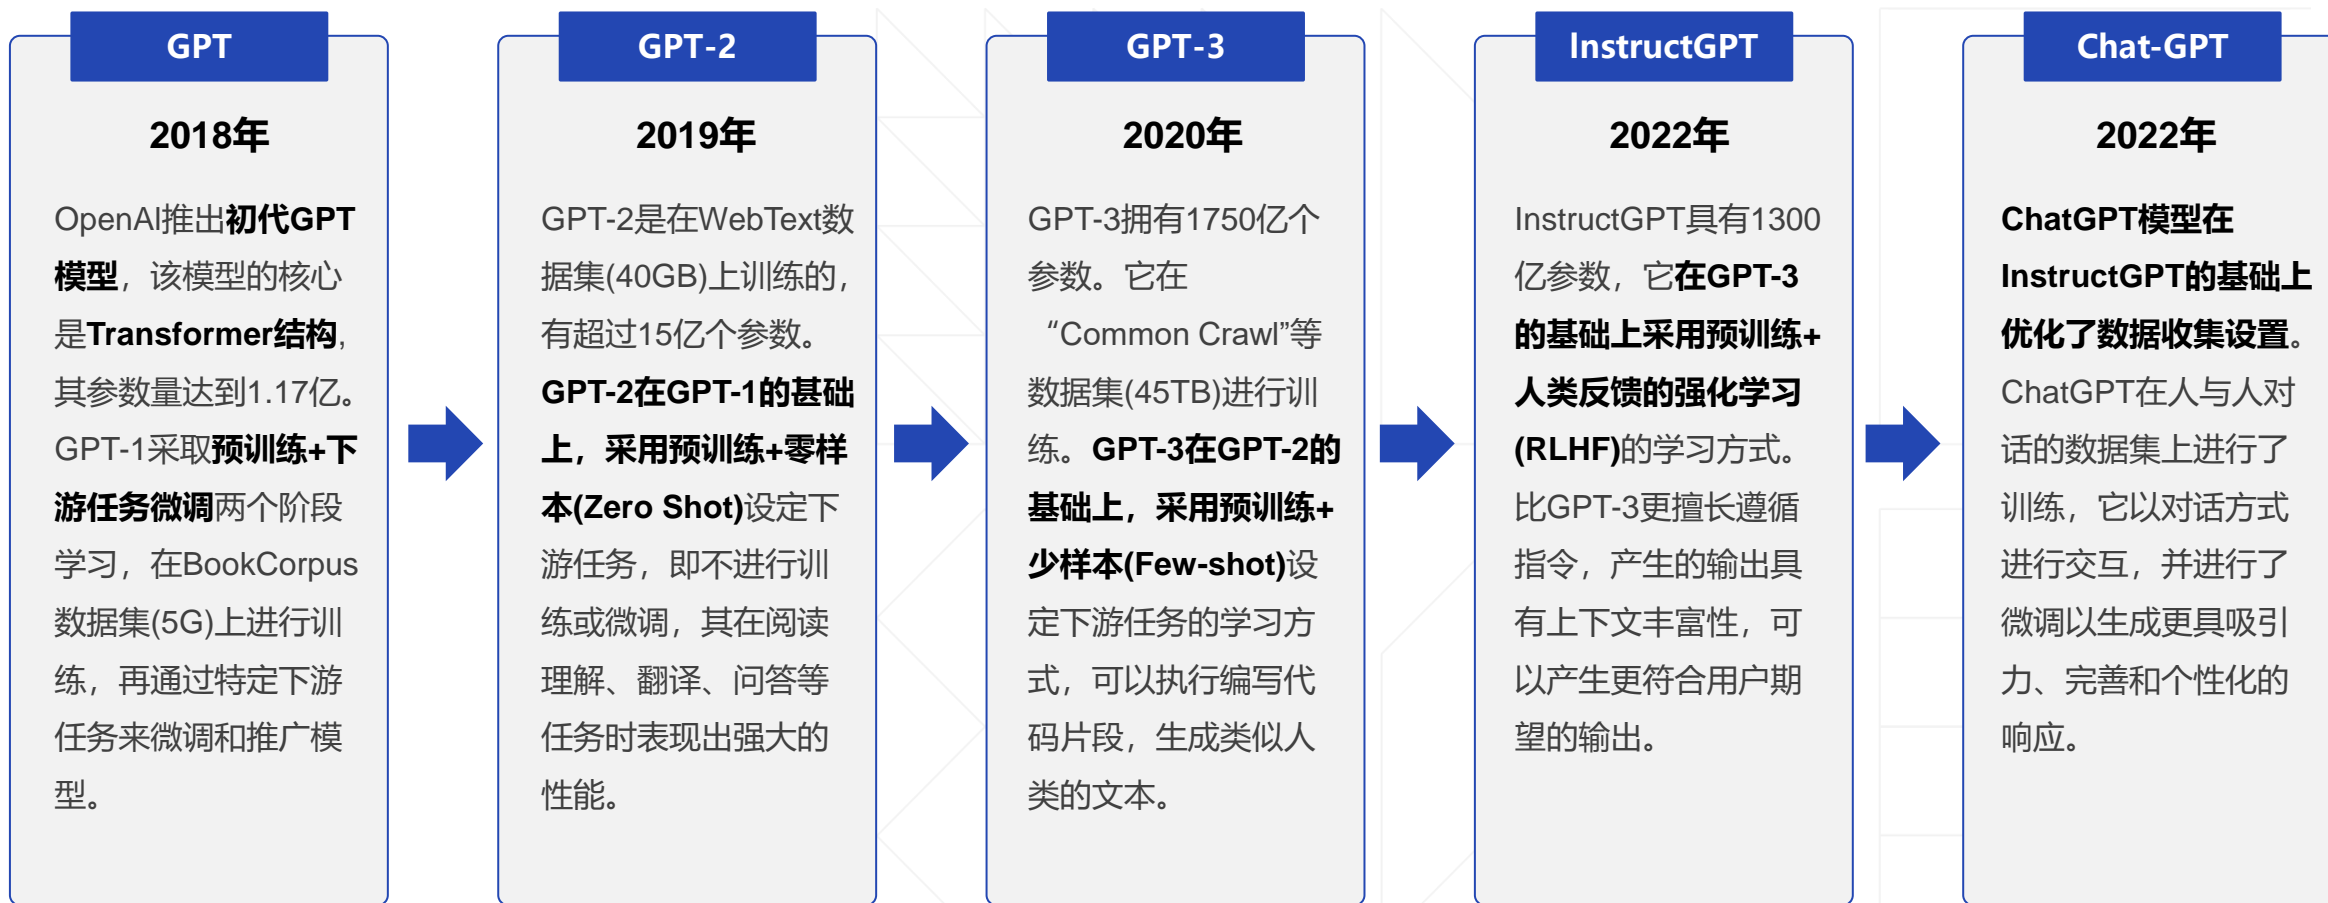 GPT
2018年
OpenAI推出初代GPT
模型，该模型的核心
是Transformer结构,
其参数量达到1.17亿。
GPT-1采取预训练+下
游任务微调两个阶段
学习，在BookCorpus
数据集(5G)上进行训
练，再通过特定下游
任务来微调和推广模
型。
GPT-2
2019年
GPT-2是在WebText数
据集(40GB)上训练的，
有超过15亿个参数。
GPT-2在GPT-1的基础
上，采用预训练+零样
本(Zero Shot)设定下
游任务，即不进行训
练或微调，其在阅读
理解、翻译、问答等
任务时表现出强大的
性能。
GPT-3
2020年
GPT-3拥有1750亿个
参数。它在
“Common Crawl”等
数据集(45TB)进行训
练。GPT-3在GPT-2的
基础上，采用预训练+
少样本(Few-shot)设
定下游任务的学习方
式，可以执行编写代
码片段，生成类似人
类的文本。
InstructGPT
2022年
InstructGPT具有1300
亿参数，它在GPT-3
的基础上采用预训练+
人类反馈的强化学习
(RLHF)的学习方式。
比GPT-3更擅长遵循
指令，产生的输出具
有上下文丰富性，可
以产生更符合用户期
望的输出。
Chat-GPT
2022年
ChatGPT模型在
InstructGPT的基础上
优化了数据收集设置。
ChatGPT在人与人对
话的数据集上进行了
训练，它以对话方式
进行交互，并进行了
微调以生成更具吸引
力、完善和个性化的
响应。